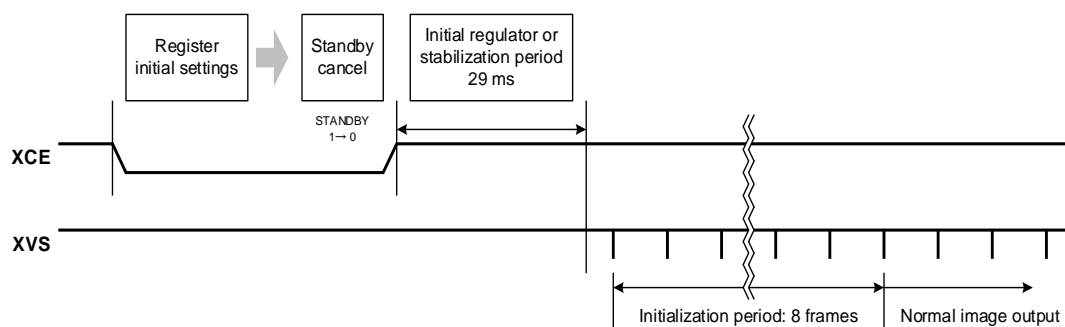 Register
initial settings
Standby
cancel
Initial regulator or
stabilization period
29 ms
STANDBY
1→0
XCE
XVS
Initialization period: 8 frames
Normal image output